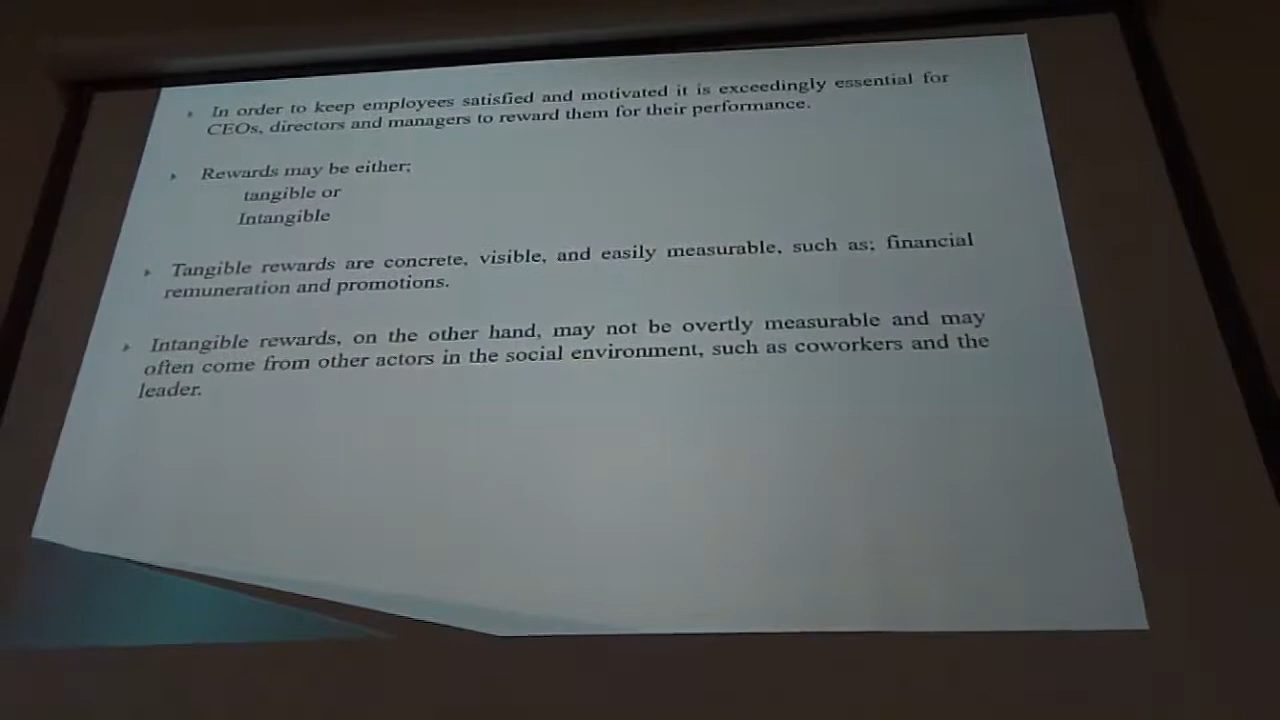 In order to keep employees satisfied and motivated it is exceedingly essential for
CEOs, directors and managers to reward them for their performance.
Rewards may be either;
tangible or
Intangible
Tangible rewards are concrete, visible, and easily measurable, such as; financial
remuneration and promotions.
Intangible rewards, on the other hand, may not be overtly measurable and may
often come from other actors in the social environment, such as coworkers and the
leader.